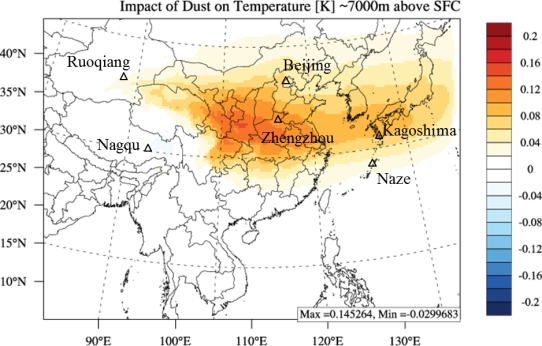 Impact of Dust on Temperature [K] ~7000m above SFC
40°N
35°N
30°N
25°N
20°N
15°N
10°N
90°E
100°E
110°E
120°E
130°E
Ruoqiang
Beijing
Zhengzhou
Kagoshima
Nagqu
Naze
Max =0.145264, Min =-0.0299683
0.2
0.16
0.12
0.08
0.04
0
-0.04
-0.08
-0.12
-0.16
-0.2